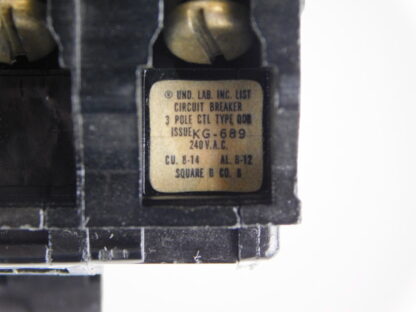 ® UND. LAB. INC. LIST
CIRCUIT BREAKER
3 POLE CTL TYPE QOB
ISSUE KG-689
240 V.A.C.
CU. 8-14 AL. 8-12
SQUARE D CO. ®